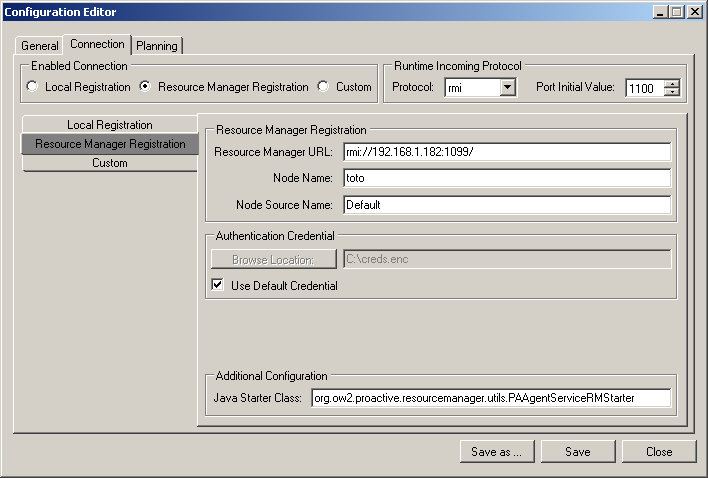 Configuration Editor
General Connection Planning
Enabled Connection Runtime Incoming Protocol
Local Registration Resource Manager Registration Custom Protocol: rmi Port Initial Value: 1100
Local Registration
Resource Manager Registration
Custom
Resource Manager Registration
Resource Manager URL: rmi://192.168.1.182:1099/
Node Name: toto
Node Source Name: Default
Authentication Credential
Browse Location: C:\creds.enc
Use Default Credential
Additional Configuration
Java Starter Class: org.ow2.proactive.resourcemanager.utils.PAAgentServiceRMStarter
Save as ... Save Close